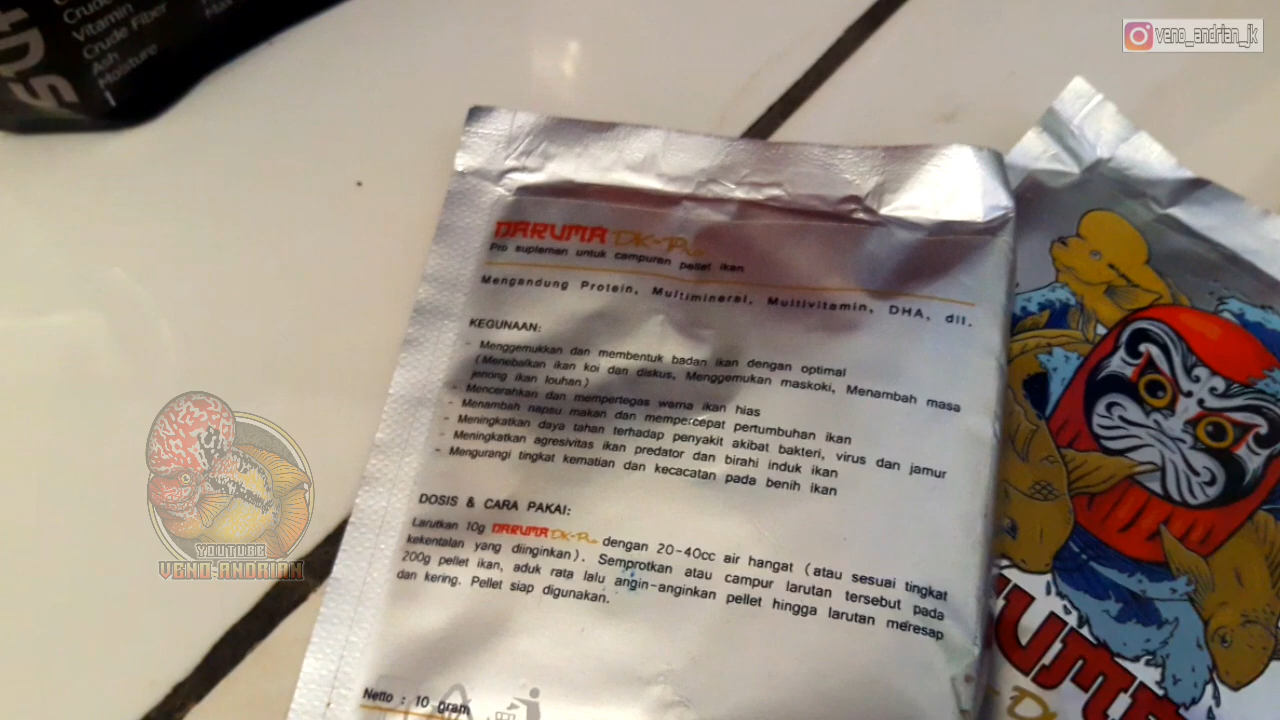 Crude
Vitamin
Crude Fiber
Ash
Moisture
veno_andrian_jk
DARUMA DK-Pro
Pro suplemen untuk campuran pellet ikan
Mengandung Protein, Multimineral, Multivitamin, DHA, dll.
KEGUNAAN:
- Menggemukkan dan membentuk badan ikan dengan optimal
(Menebalkan ikan koi dan diskus, Menggemukan maskoki, Menambah masa
jenong ikan louhan)
- Mencerahkan dan mempertegas warna ikan hias
- Menambah napsu makan dan mempercepat pertumbuhan ikan
- Meningkatkan daya tahan terhadap penyakit akibat bakteri, virus dan jamur
- Meningkatkan agresivitas ikan predator dan birahi induk ikan
- Mengurangi tingkat kematian dan kecacatan pada benih ikan
DOSIS & CARA PAKAI:
Larutkan 10g DARUMA DK-Pro dengan 20-40cc air hangat (atau sesuai tingkat
kekentalan yang diinginkan). Semprotkan atau campur larutan tersebut pada
200g pellet ikan, aduk rata lalu angin-anginkan pellet hingga larutan meresap
dan kering. Pellet siap digunakan.
Netto : 10 gram
YOUTUBE
VENO-ANDRIAN